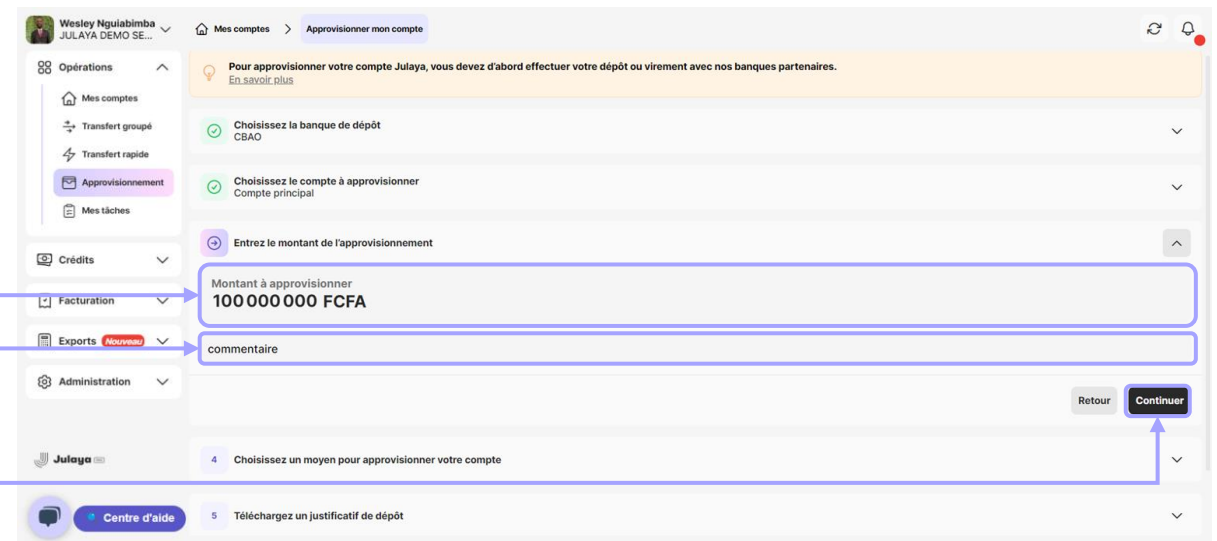 Wesley Nguiabimba
JULAYA DEMO SE...
Mes comptes
Approvisionner mon compte
Opérations
Mes comptes
Transfert groupé
Transfert rapide
Approvisionnement
Mes tâches
Crédits
Facturation
Exports Nouveau
Administration
Julaya
Centre d'aide
Pour approvisionner votre compte Julaya, vous devez d'abord effectuer votre dépôt ou virement avec nos banques partenaires.
En savoir plus
Choisissez la banque de dépôt
CBAO
Choisissez le compte à approvisionner
Compte principal
Entrez le montant de l'approvisionnement
Montant à approvisionner
100 000 000 FCFA
commentaire
Retour
Continuer
4 Choisissez un moyen pour approvisionner votre compte
5 Téléchargez un justificatif de dépôt